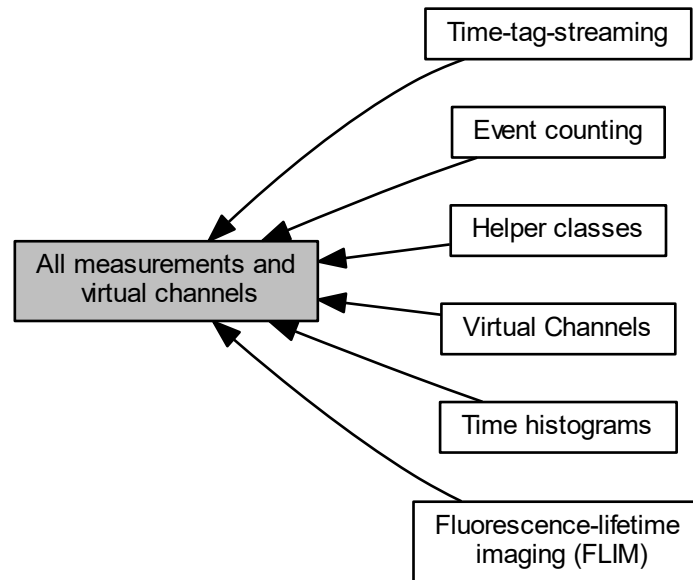 Time-tag-streaming
Event counting
Helper classes
All measurements and
virtual channels
Virtual Channels
Time histograms
Fluorescence-lifetime
imaging (FLIM)